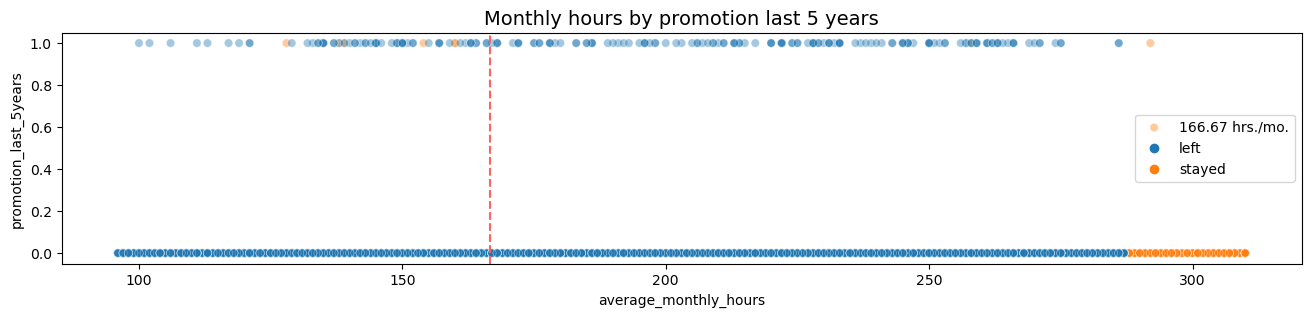 Monthly hours by promotion last 5 years
promotion_last_5years
1.0
0.8
0.6
0.4
0.2
0.0
166.67 hrs./mo.
left
stayed
100
150
200
250
300
average_monthly_hours